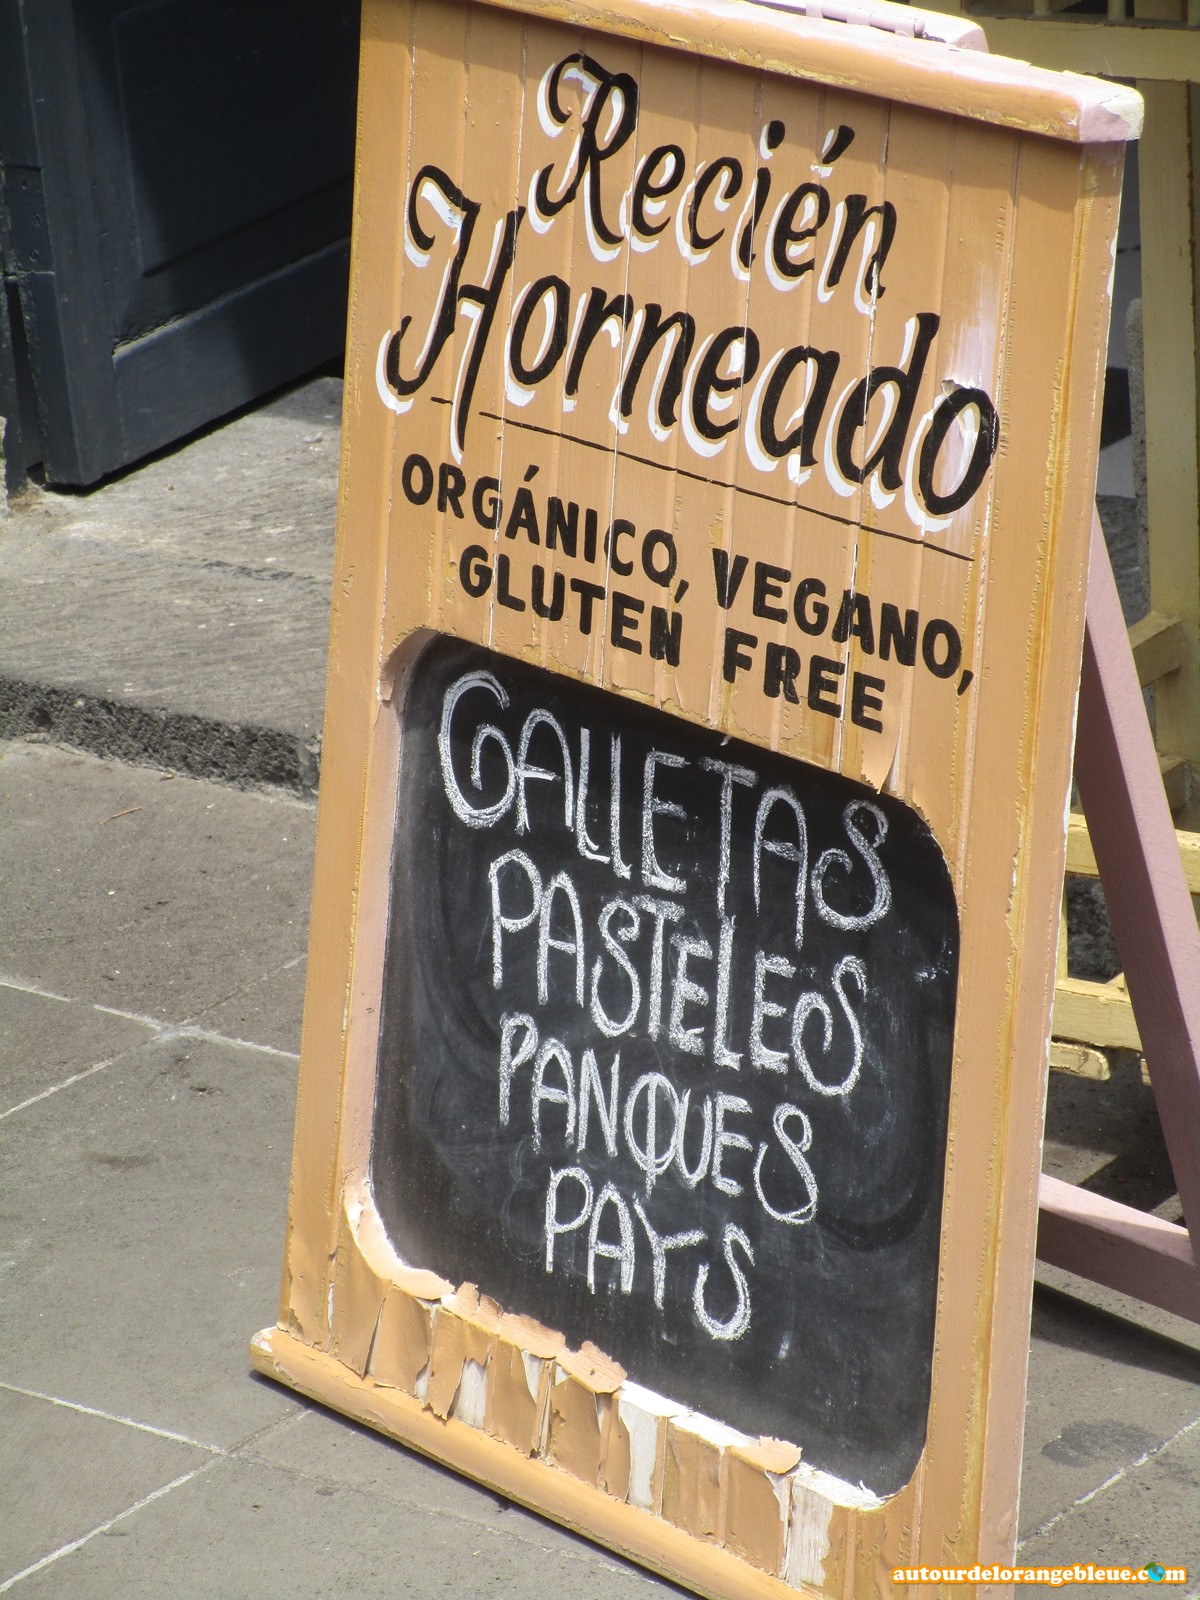 Recién
Horneado
ORGÁNICO, VEGANO,
GLUTEN FREE
GALLETAS
PASTELES
PANQUES
PAYS
autourdelorangebleue.com